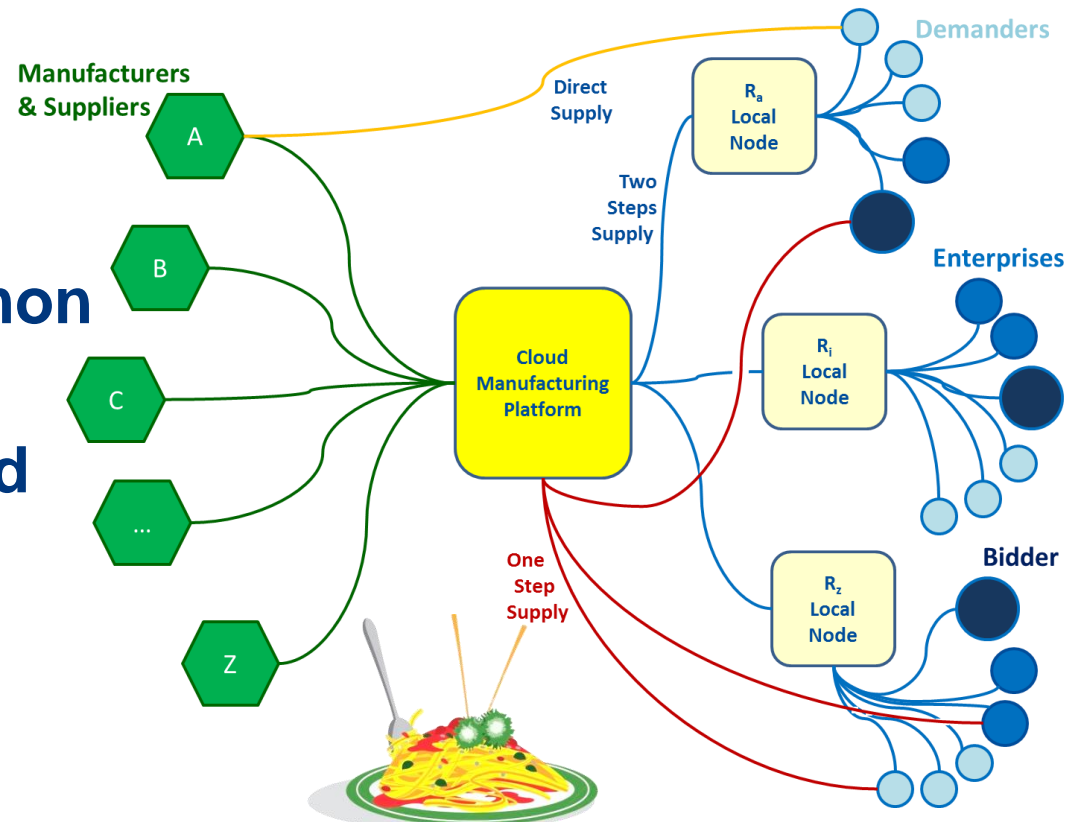 Demanders
Manufacturers
& Suppliers
A
Direct
Supply
Ra
Local
Node
Two
Steps
Supply
B
Enterprises
non
Cloud
Manufacturing
Platform
Ri
Local
Node
C
d
...
Bidder
One
Step
Supply
Rz
Local
Node
Z